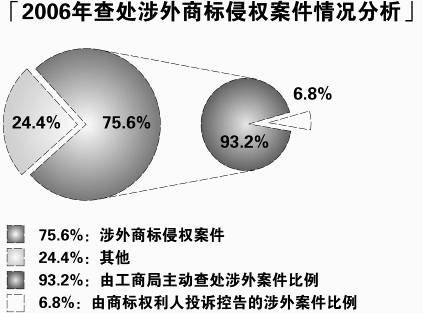 「2006年查处涉外商标侵权案件情况分析」
24.4%
75.6%
93.2%
6.8%
75.6%：涉外商标侵权案件
24.4%：其他
93.2%：由工商局主动查处涉外案件比例
6.8%：由商标权利人投诉控告的涉外案件比例